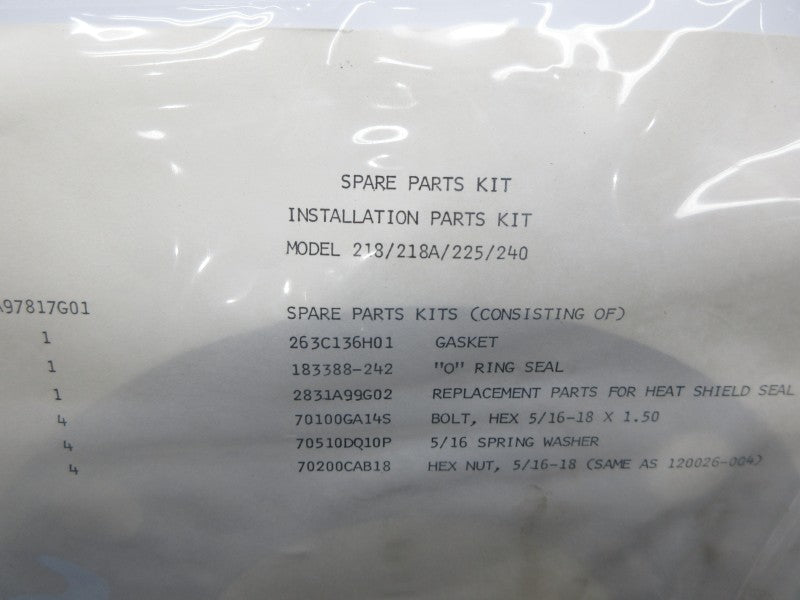 SPARE PARTS KIT
INSTALLATION PARTS KIT
MODEL 218/218A/225/240
A97817G01 SPARE PARTS KITS (CONSISTING OF)
1 263C136H01 GASKET
1 183388-242 "O" RING SEAL
1 2831A99G02 REPLACEMENT PARTS FOR HEAT SHIELD SEAL
4 70100GA14S BOLT, HEX 5/16-18 X 1.50
4 70510DQ10P 5/16 SPRING WASHER
4 70200CAB18 HEX NUT, 5/16-18 (SAME AS 120026-004)